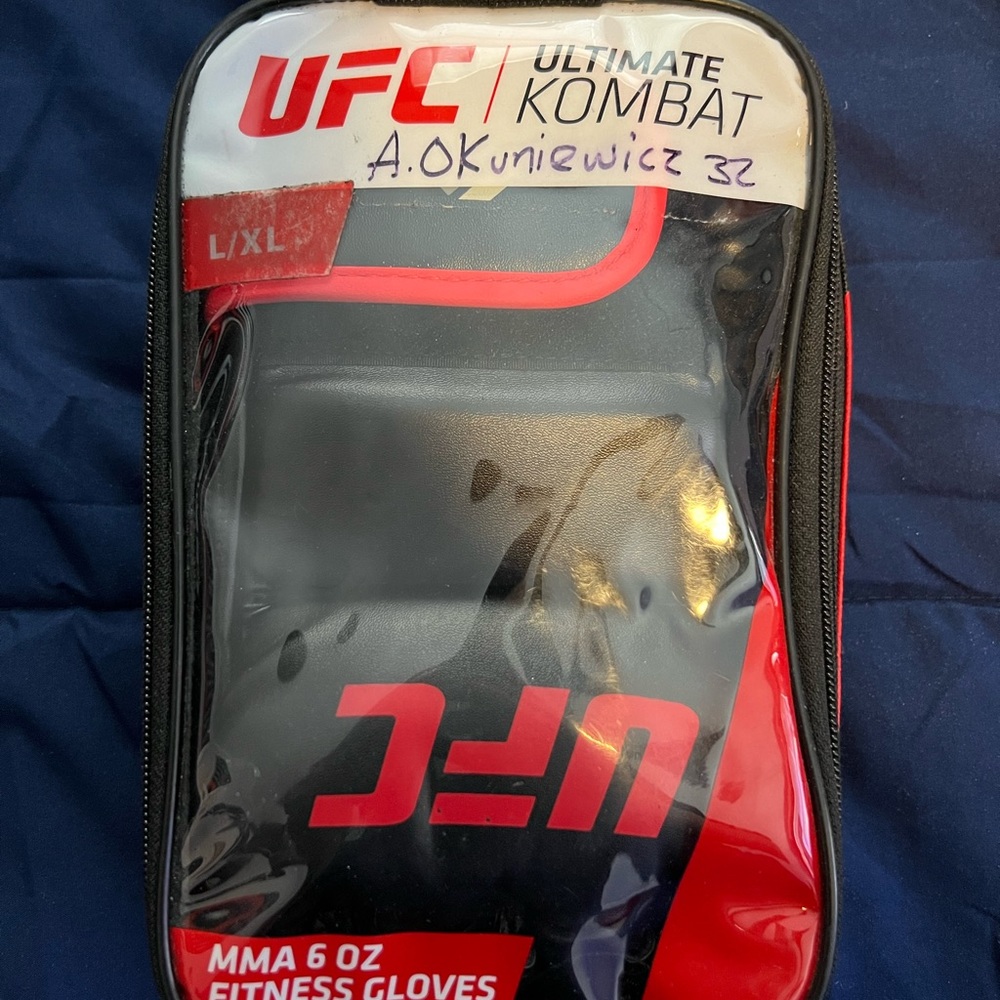 UFC | ULTIMATE
KOMBAT
A.OKuniewicz 32
L/XL
UFC
MMA 6 OZ
FITNESS GLOVES